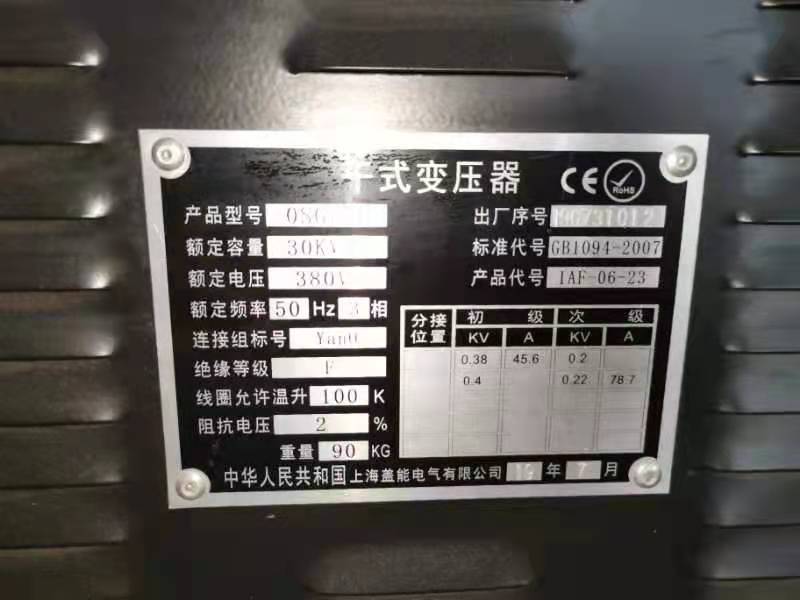 干式变压器 CE RoHS
产品型号 OSG
出厂序号
额定容量 30KV
标准代号 GB1094-2007
额定电压 380V
产品代号 IAF-06-23
额定频率 50 Hz 3 相
连接组标号
绝缘等级 F
线圈允许温升 100 K
阻抗电压 2 %
重量 90 KG
分接位置 初级 次级
KV A KV A
0.38 45.6 0.2
0.4 0.22 78.7
中华人民共和国上海盖能电气有限公司 19 年 7 月